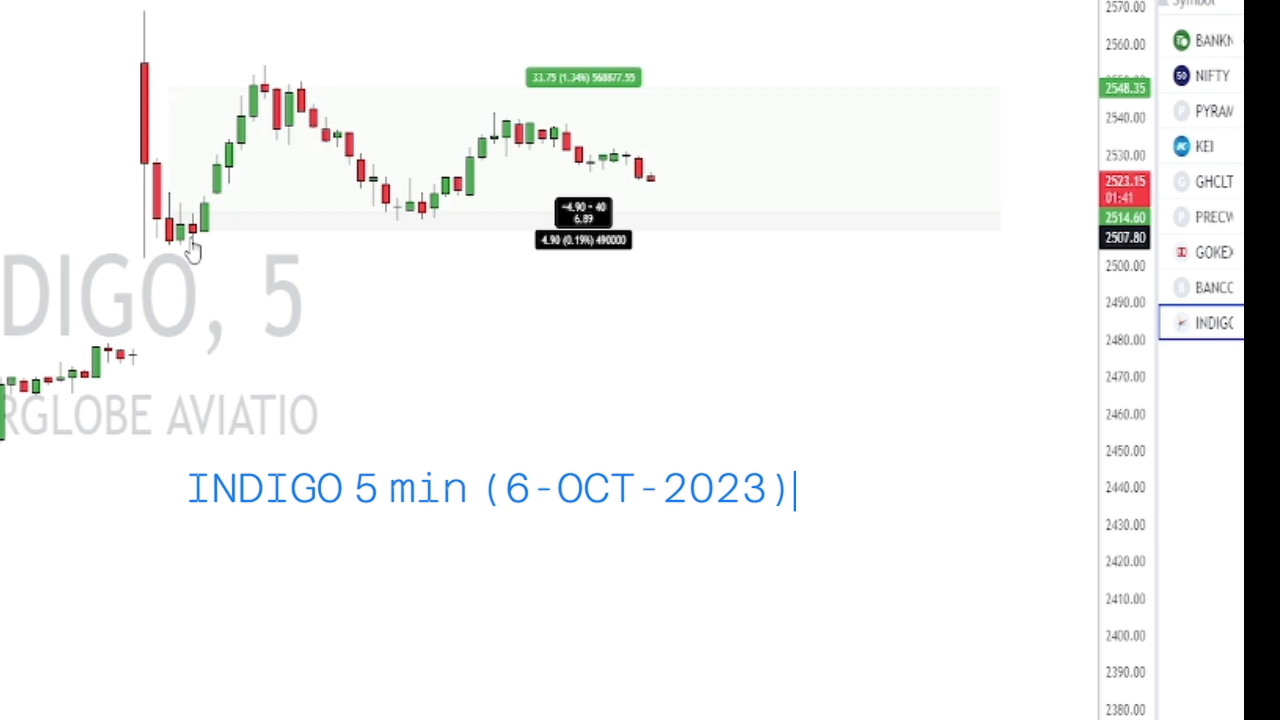 Symbol
2570.00
2560.00
2548.35
2540.00
2530.00
2523.15
01:41
2514.60
2507.80
2500.00
2490.00
2480.00
2470.00
2460.00
2450.00
2440.00
2430.00
2420.00
2410.00
2400.00
2390.00
2380.00
BANKN
50 NIFTY
P PYRAM
KEI
G GHCLT
P PRECW
GOKEX
B BANCO
INDIGO
33.75 (1.34%) 568877.55
-4.90 - 40
6.89
4.90 (0.19%) 490000
DIGO, 5
RGLOBE AVIATIO
INDIGO 5 min (6-OCT-2023)